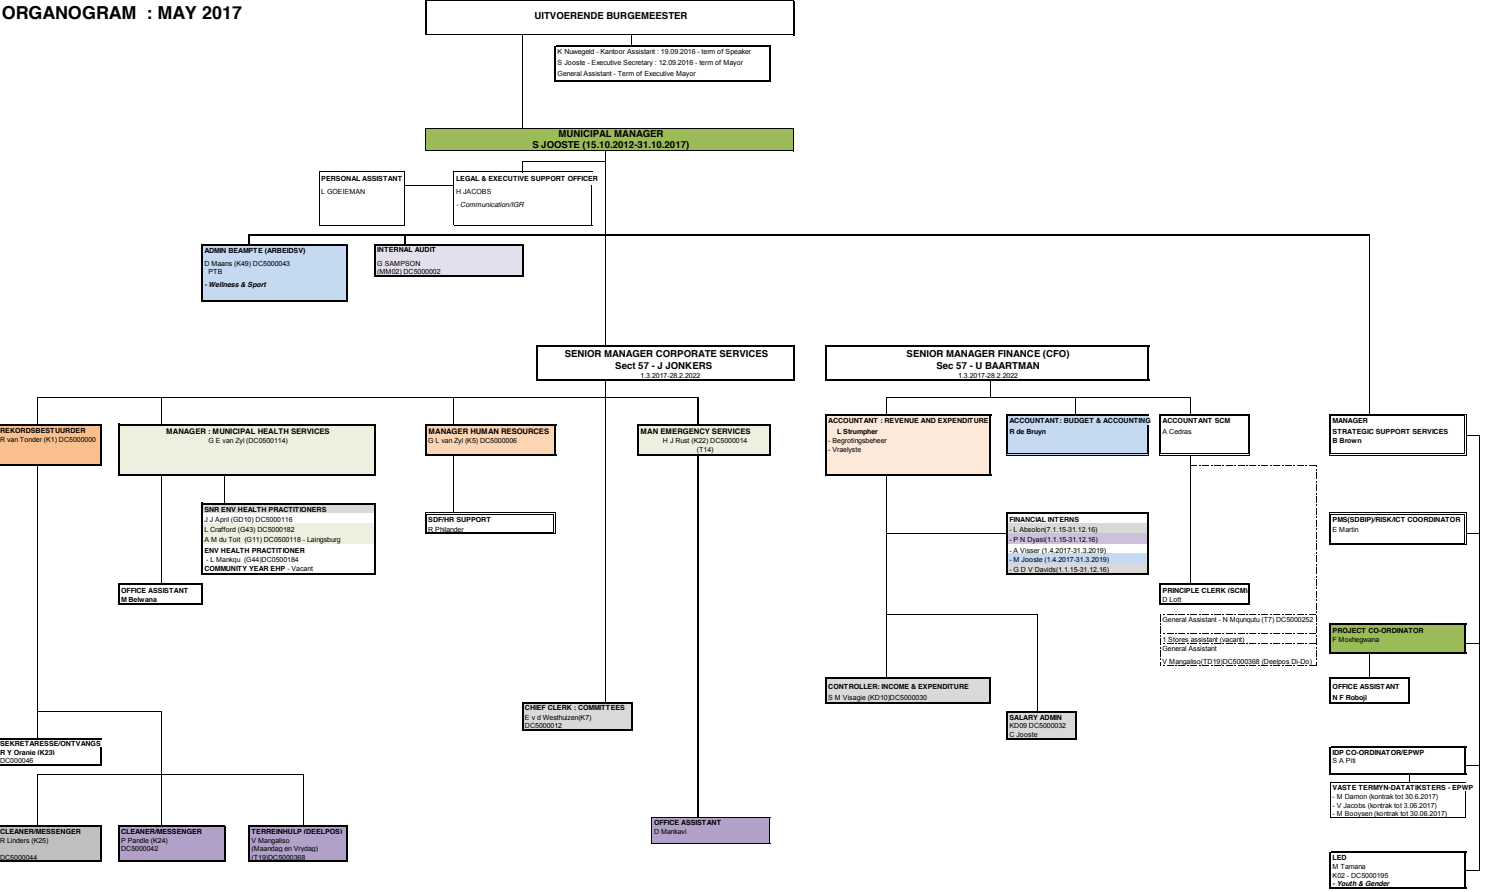 ORGANOGRAM : MAY 2017
UITVOERENDE BURGEMEESTER
K Nuwegeld - Kantoor Assistant : 19.09.2016 - term of Speaker
S Jooste - Executive Secretary : 12.09.2016 - term of Mayor
General Assistant - Term of Executive Mayor
MUNICIPAL MANAGER
S JOOSTE (15.10.2012-31.10.2017)
PERSONAL ASSISTANT
L GOEIEMAN
LEGAL & EXECUTIVE SUPPORT OFFICER
H JACOBS
- Communication/IGR
ADMIN BEAMPTE (ARBEIDSV)
D Maans (K49) DC5000043
PTB
- Wellness & Sport
INTERNAL AUDIT
G SAMPSON
(MM02) DC5000002
SENIOR MANAGER CORPORATE SERVICES
Sect 57 - J JONKERS
1.3.2017-28.2.2022
SENIOR MANAGER FINANCE (CFO)
Sec 57 - U BAARTMAN
1.3.2017-28.2.2022
REKORDSBESTUURDER
R van Tonder (K1) DC5000000
MANAGER : MUNICIPAL HEALTH SERVICES
G E van Zyl (DC0500114)
MANAGER HUMAN RESOURCES
G L van Zyl (K5) DC5000006
MAN EMERGENCY SERVICES
H J Rust (K22) DC5000014
(T14)
ACCOUNTANT : REVENUE AND EXPENDITURE
L Strumpher
- Begrotingsbeheer
- Vraelyste
ACCOUNTANT: BUDGET & ACCOUNTING
R de Bruyn
ACCOUNTANT SCM
A Cedras
MANAGER
STRATEGIC SUPPORT SERVICES
B Brown
SNR ENV HEALTH PRACTITIONERS
J J April (GD10) DC5000116
L Crafford (G43) DC5000182
A M du Toit (G11) DC0500118 - Laingsburg
ENV HEALTH PRACTITIONER
- L Mankqu (G44)DC0500184
COMMUNITY YEAR EHP - Vacant
SDF/HR SUPPORT
R Philander
FINANCIAL INTERNS
- L Absolon(7.1.15-31.12.16)
- P N Dyasi(1.1.15-31.12.16)
- A Visser (1.4.2017-31.3.2019)
- M Jooste (1.4.2017-31.3.2019)
- G D V Davids(1.1.15-31.12.16)
PMS(SDBIP)/RISK/ICT COORDINATOR
E Martin
OFFICE ASSISTANT
M Belwana
PRINCIPLE CLERK (SCM)
D Lott
General Assistant - N Mqunqutu (T7) DC5000252
1 Stores assistant (vacant)
General Assistant
V Mangaliso(TD19)DC5000368 (Deelpos Di-Do)
PROJECT CO-ORDINATOR
F Moxhegwana
OFFICE ASSISTANT
N F Roboji
CONTROLLER: INCOME & EXPENDITURE
S M Visagie (KD10)DC5000030
CHIEF CLERK : COMMITTEES
E v d Westhuizen(K7)
DC5000012
SALARY ADMIN
KD09 DC5000032
C Jooste
SEKRETARESSE/ONTVANGS
R Y Oranie (K23)
DC000046
IDP CO-ORDINATOR/EPWP
S A Piti
VASTE TERMYN-DATATIKSTERS - EPWP
- M Damon (kontrak tot 30.6.2017)
- V Jacobs (kontrak tot 3.06.2017)
- M Booysen (kontrak tot 30.06.2017)
CLEANER/MESSENGER
R Linders (K25)
DC5000044
CLEANER/MESSENGER
P Pandle (K24)
DC5000042
TERREINHULP (DEELPOS)
V Mangaliso
(Maandag en Vrydag)
(T19)DC5000368
OFFICE ASSISTANT
D Mankavi
LED
M Tamana
K02 - DC5000195
- Youth & Gender